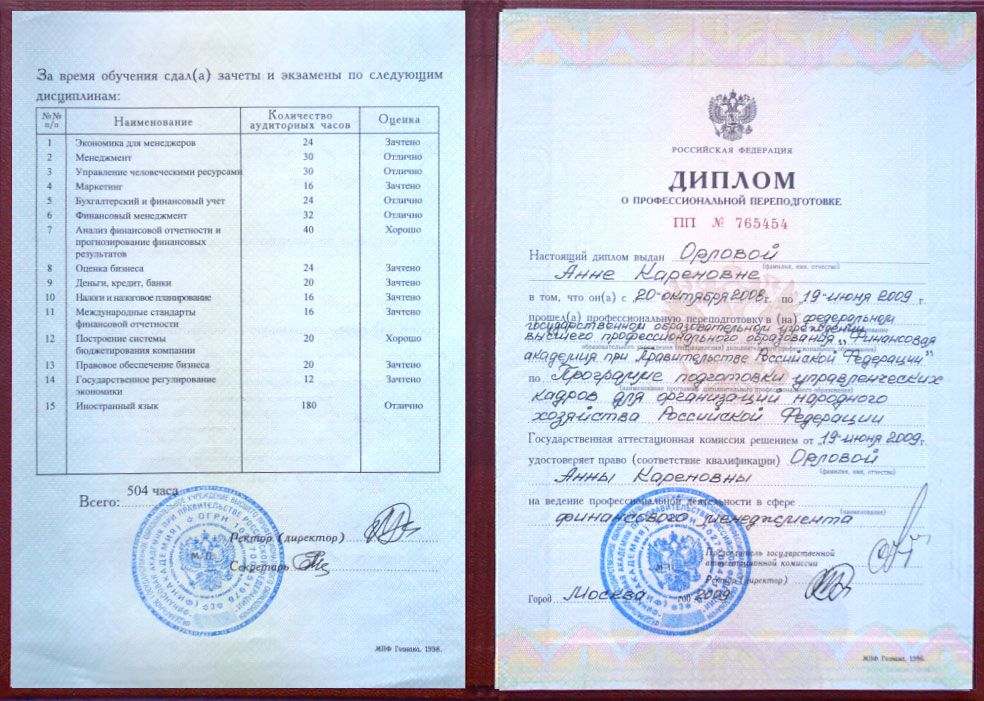 За время обучения сдал(а) зачеты и экзамены по следующим
дисциплинам:
№№ п/п Наименование Количество аудиторных часов Оценка
1 Экономика для менеджеров 24 Зачтено
2 Менеджмент 30 Отлично
3 Управление человеческими ресурсами 30 Отлично
4 Маркетинг 16 Зачтено
5 Бухгалтерский и финансовый учет 24 Отлично
6 Финансовый менеджмент 32 Отлично
7 Анализ финансовой отчетности и 40 Хорошо
прогнозирование финансовых
результатов
8 Оценка бизнеса 24 Зачтено
9 Деньги, кредит, банки 20 Зачтено
10 Налоги и налоговое планирование 16 Зачтено
11 Международные стандарты 16 Зачтено
финансовой отчетности
12 Построение системы 20 Хорошо
бюджетирования компании
13 Правовое обеспечение бизнеса 20 Зачтено
14 Государственное регулирование 12 Зачтено
экономики
15 Иностранный язык 180 Отлично
Всего: 504 часа
Ректор (директор)
Секретарь
М. П.
МПФ Гознака, 1998.
РОССИЙСКАЯ ФЕДЕРАЦИЯ
ДИПЛОМ
О ПРОФЕССИОНАЛЬНОЙ ПЕРЕПОДГОТОВКЕ
ПП № 765454
Настоящий диплом выдан Орловой
(фамилия, имя, отчество)
Анне Кареновне
в том, что он(а) с 20 октября 2008 г. по 19 июня 2009 г.
прошел(а) профессиональную переподготовку в (на) федеральном
государственном образовательном учреждении
высшего профессионального образования „Финансовая
академия при Правительстве Российской Федерации”
по Программе подготовки управленческих
кадров для организаций народного
хозяйства Российской Федерации
Государственная аттестационная комиссия решением от 19 июня 2009 г.
удостоверяет право (соответствие квалификации) Орловой
(фамилия, имя, отчество)
Анны Кареновны
на ведение профессиональной деятельности в сфере
(наименование)
финансового менеджмента
Председатель государственной
аттестационной комиссии
Ректор (директор)
Город Москва год 2009
МПФ Гознака, 1998.